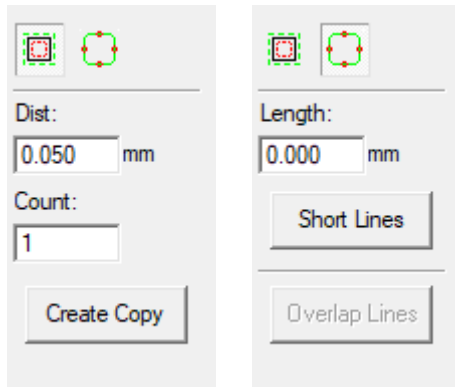 Dist:
0.050 mm
Count:
1
Create Copy
Length:
0.000 mm
Short Lines
Overlap Lines